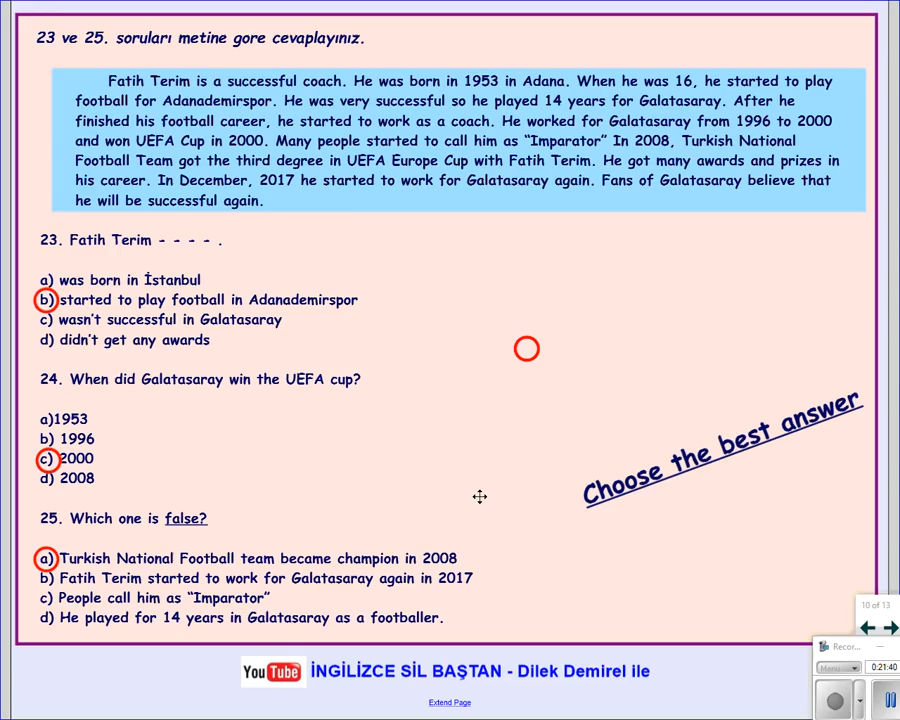 23 ve 25. soruları metine gore cevaplayınız.
Fatih Terim is a successful coach. He was born in 1953 in Adana. When he was 16, he started to play
football for Adanademirspor. He was very successful so he played 14 years for Galatasaray. After he
finished his football career, he started to work as a coach. He worked for Galatasaray from 1996 to 2000
and won UEFA Cup in 2000. Many people started to call him as “Imparator” In 2008, Turkish National
Football Team got the third degree in UEFA Europe Cup with Fatih Terim. He got many awards and prizes in
his career. In December, 2017 he started to work for Galatasaray again. Fans of Galatasaray believe that
he will be successful again.
23. Fatih Terim - - - - .
a) was born in İstanbul
b) started to play football in Adanademirspor
c) wasn’t successful in Galatasaray
d) didn’t get any awards
24. When did Galatasaray win the UEFA cup?
a)1953
b) 1996
c) 2000
d) 2008
Choose the best answer
25. Which one is false?
a) Turkish National Football team became champion in 2008
b) Fatih Terim started to work for Galatasaray again in 2017
c) People call him as “Imparator”
d) He played for 14 years in Galatasaray as a footballer.
10 of 13
Recor...
Menu
0:21:40
YouTube İNGİLİZCE SİL BAŞTAN - Dilek Demirel ile
Extend Page